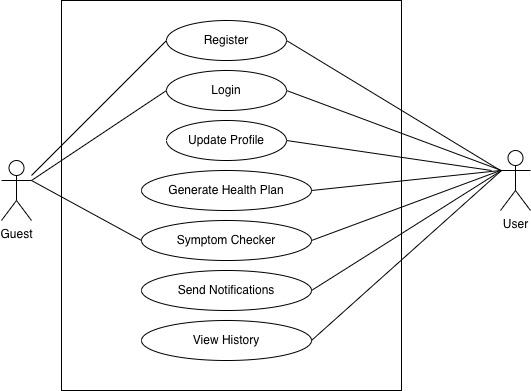 Register
Login
Update Profile
Generate Health Plan
Symptom Checker
Send Notifications
View History
Guest
User